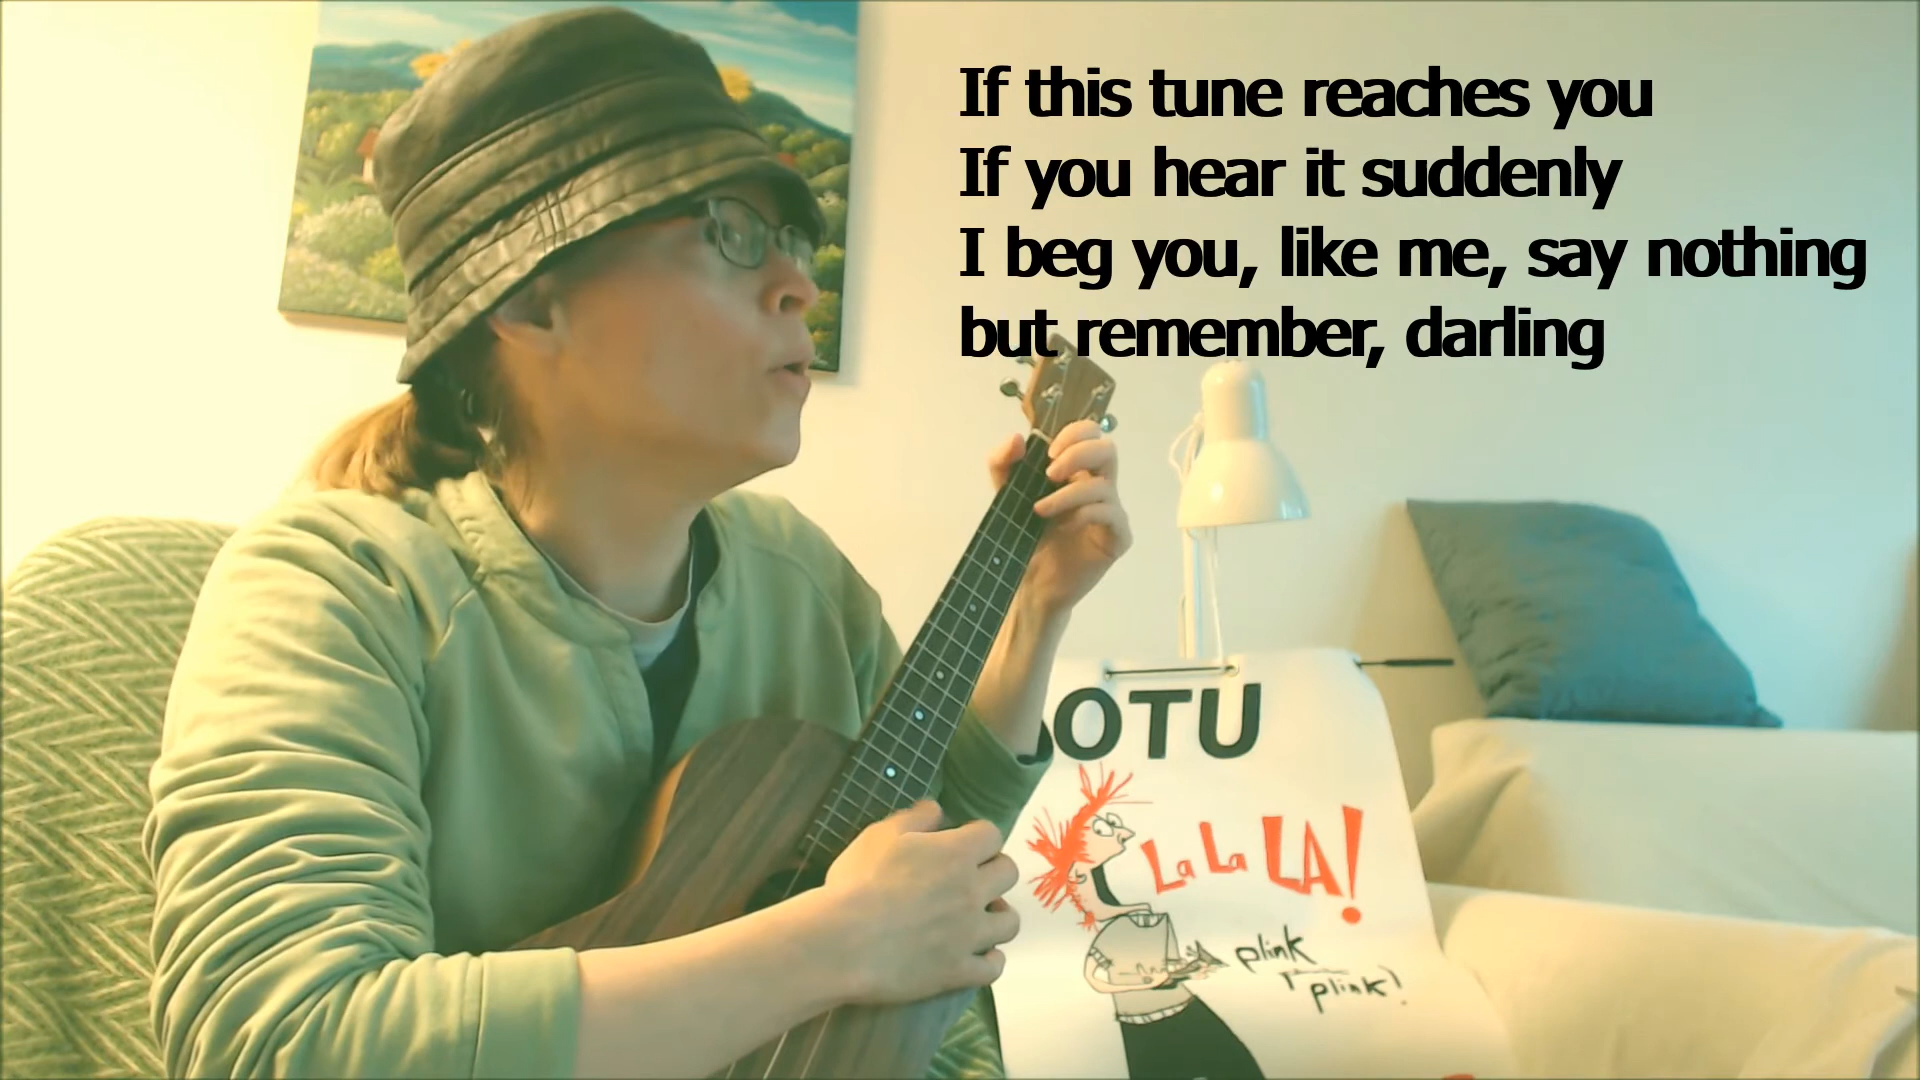 If this tune reaches you
If you hear it suddenly
I beg you, like me, say nothing
but remember, darling
OTU
La La LA!
plink
plink!